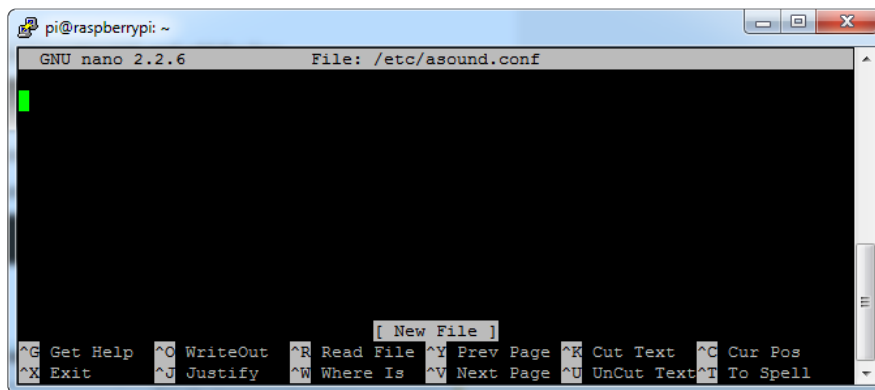 pi@raspberrypi: ~
GNU nano 2.2.6 File: /etc/asound.conf
[ New File ]
^G Get Help ^O WriteOut ^R Read File ^Y Prev Page ^K Cut Text ^C Cur Pos
^X Exit ^J Justify ^W Where Is ^V Next Page ^U UnCut Text^T To Spell